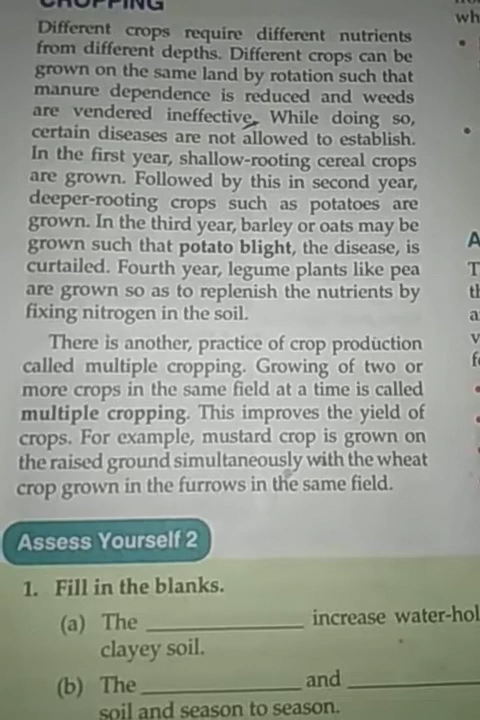 CROPPING
Different crops require different nutrients
from different depths. Different crops can be
grown on the same land by rotation such that
manure dependence is reduced and weeds
are vendered ineffective. While doing so,
certain diseases are not allowed to establish.
In the first year, shallow-rooting cereal crops
are grown. Followed by this in second year,
deeper-rooting crops such as potatoes are
grown. In the third year, barley or oats may be
grown such that potato blight, the disease, is
curtailed. Fourth year, legume plants like pea
are grown so as to replenish the nutrients by
fixing nitrogen in the soil.
There is another, practice of crop production
called multiple cropping. Growing of two or
more crops in the same field at a time is called
multiple cropping. This improves the yield of
crops. For example, mustard crop is grown on
the raised ground simultaneously with the wheat
crop grown in the furrows in the same field.
Assess Yourself 2
1. Fill in the blanks.
(a) The ____________ increase water-hol
clayey soil.
(b) The ____________ and ____________
soil and season to season.
wh
A
T
th
a
v
f